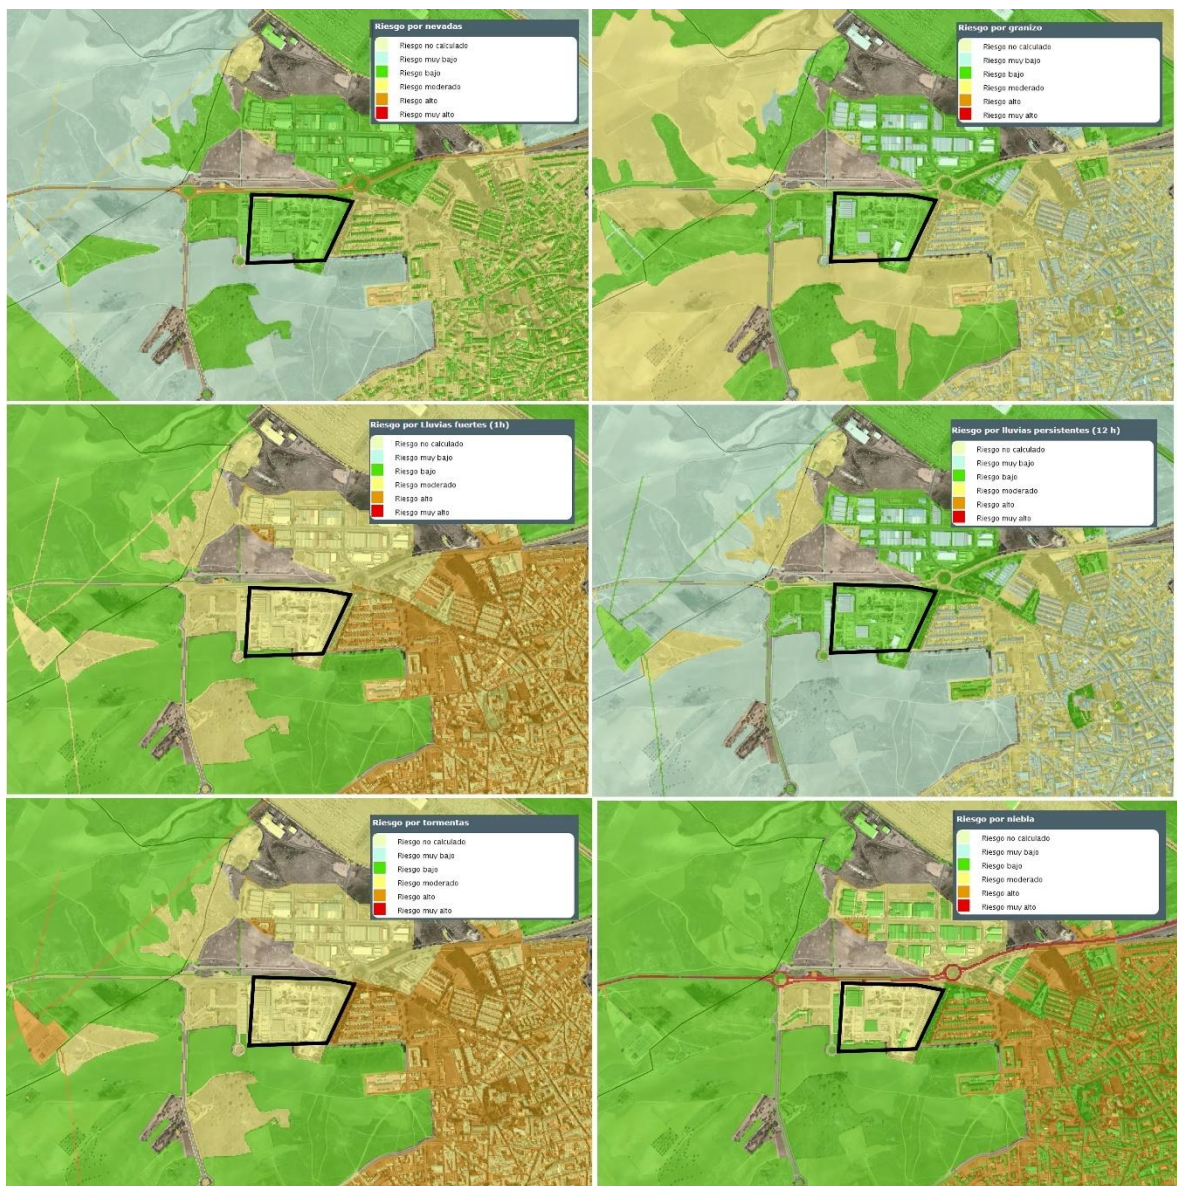 Riesgo por nevadas
Riesgo no calculado
Riesgo muy bajo
Riesgo bajo
Riesgo moderado
Riesgo alto
Riesgo muy alto
Riesgo por granizo
Riesgo no calculado
Riesgo muy bajo
Riesgo bajo
Riesgo moderado
Riesgo alto
Riesgo muy alto
Riesgo por Lluvias fuertes (1h)
Riesgo no calculado
Riesgo muy bajo
Riesgo bajo
Riesgo moderado
Riesgo alto
Riesgo muy alto
Riesgo por lluvias persistentes (12 h)
Riesgo no calculado
Riesgo muy bajo
Riesgo bajo
Riesgo moderado
Riesgo alto
Riesgo muy alto
Riesgo por tormentas
Riesgo no calculado
Riesgo muy bajo
Riesgo bajo
Riesgo moderado
Riesgo alto
Riesgo muy alto
Riesgo por niebla
Riesgo no calculado
Riesgo muy bajo
Riesgo bajo
Riesgo moderado
Riesgo alto
Riesgo muy alto